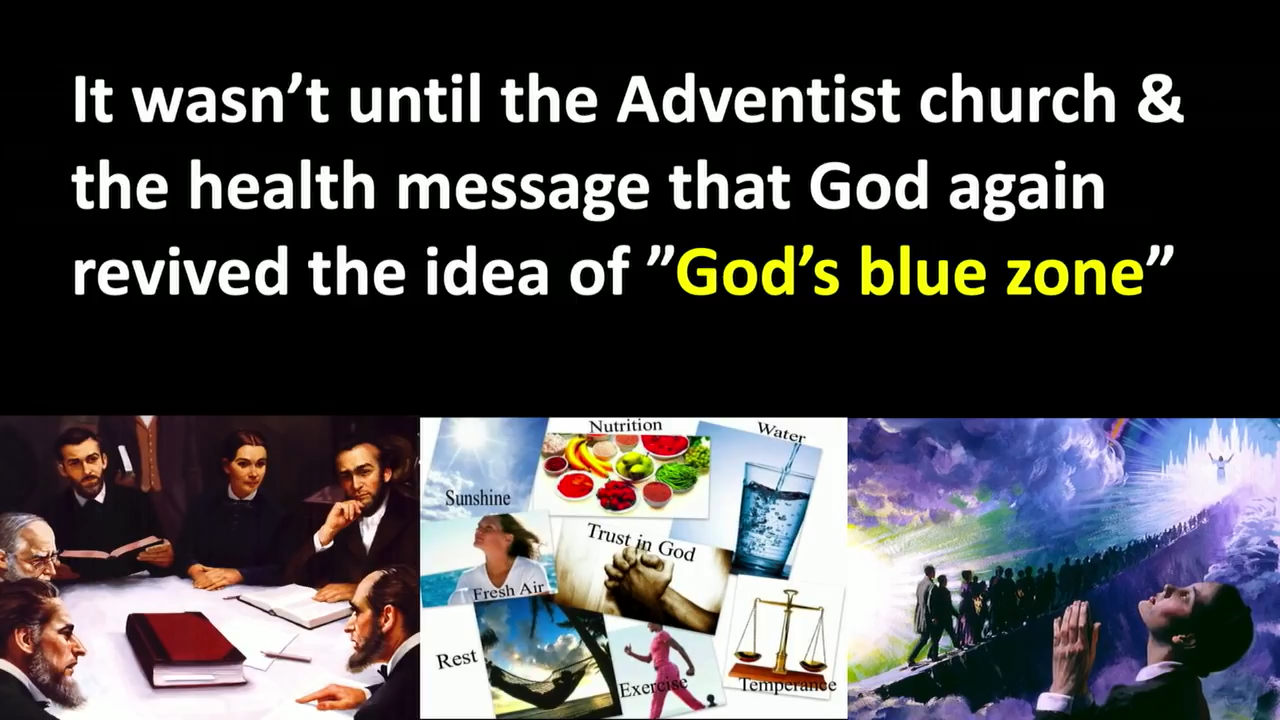 It wasn’t until the Adventist church &
the health message that God again
revived the idea of ”God’s blue zone”
Nutrition
Water
Sunshine
Trust in God
Fresh Air
Rest
Exercise
Temperance